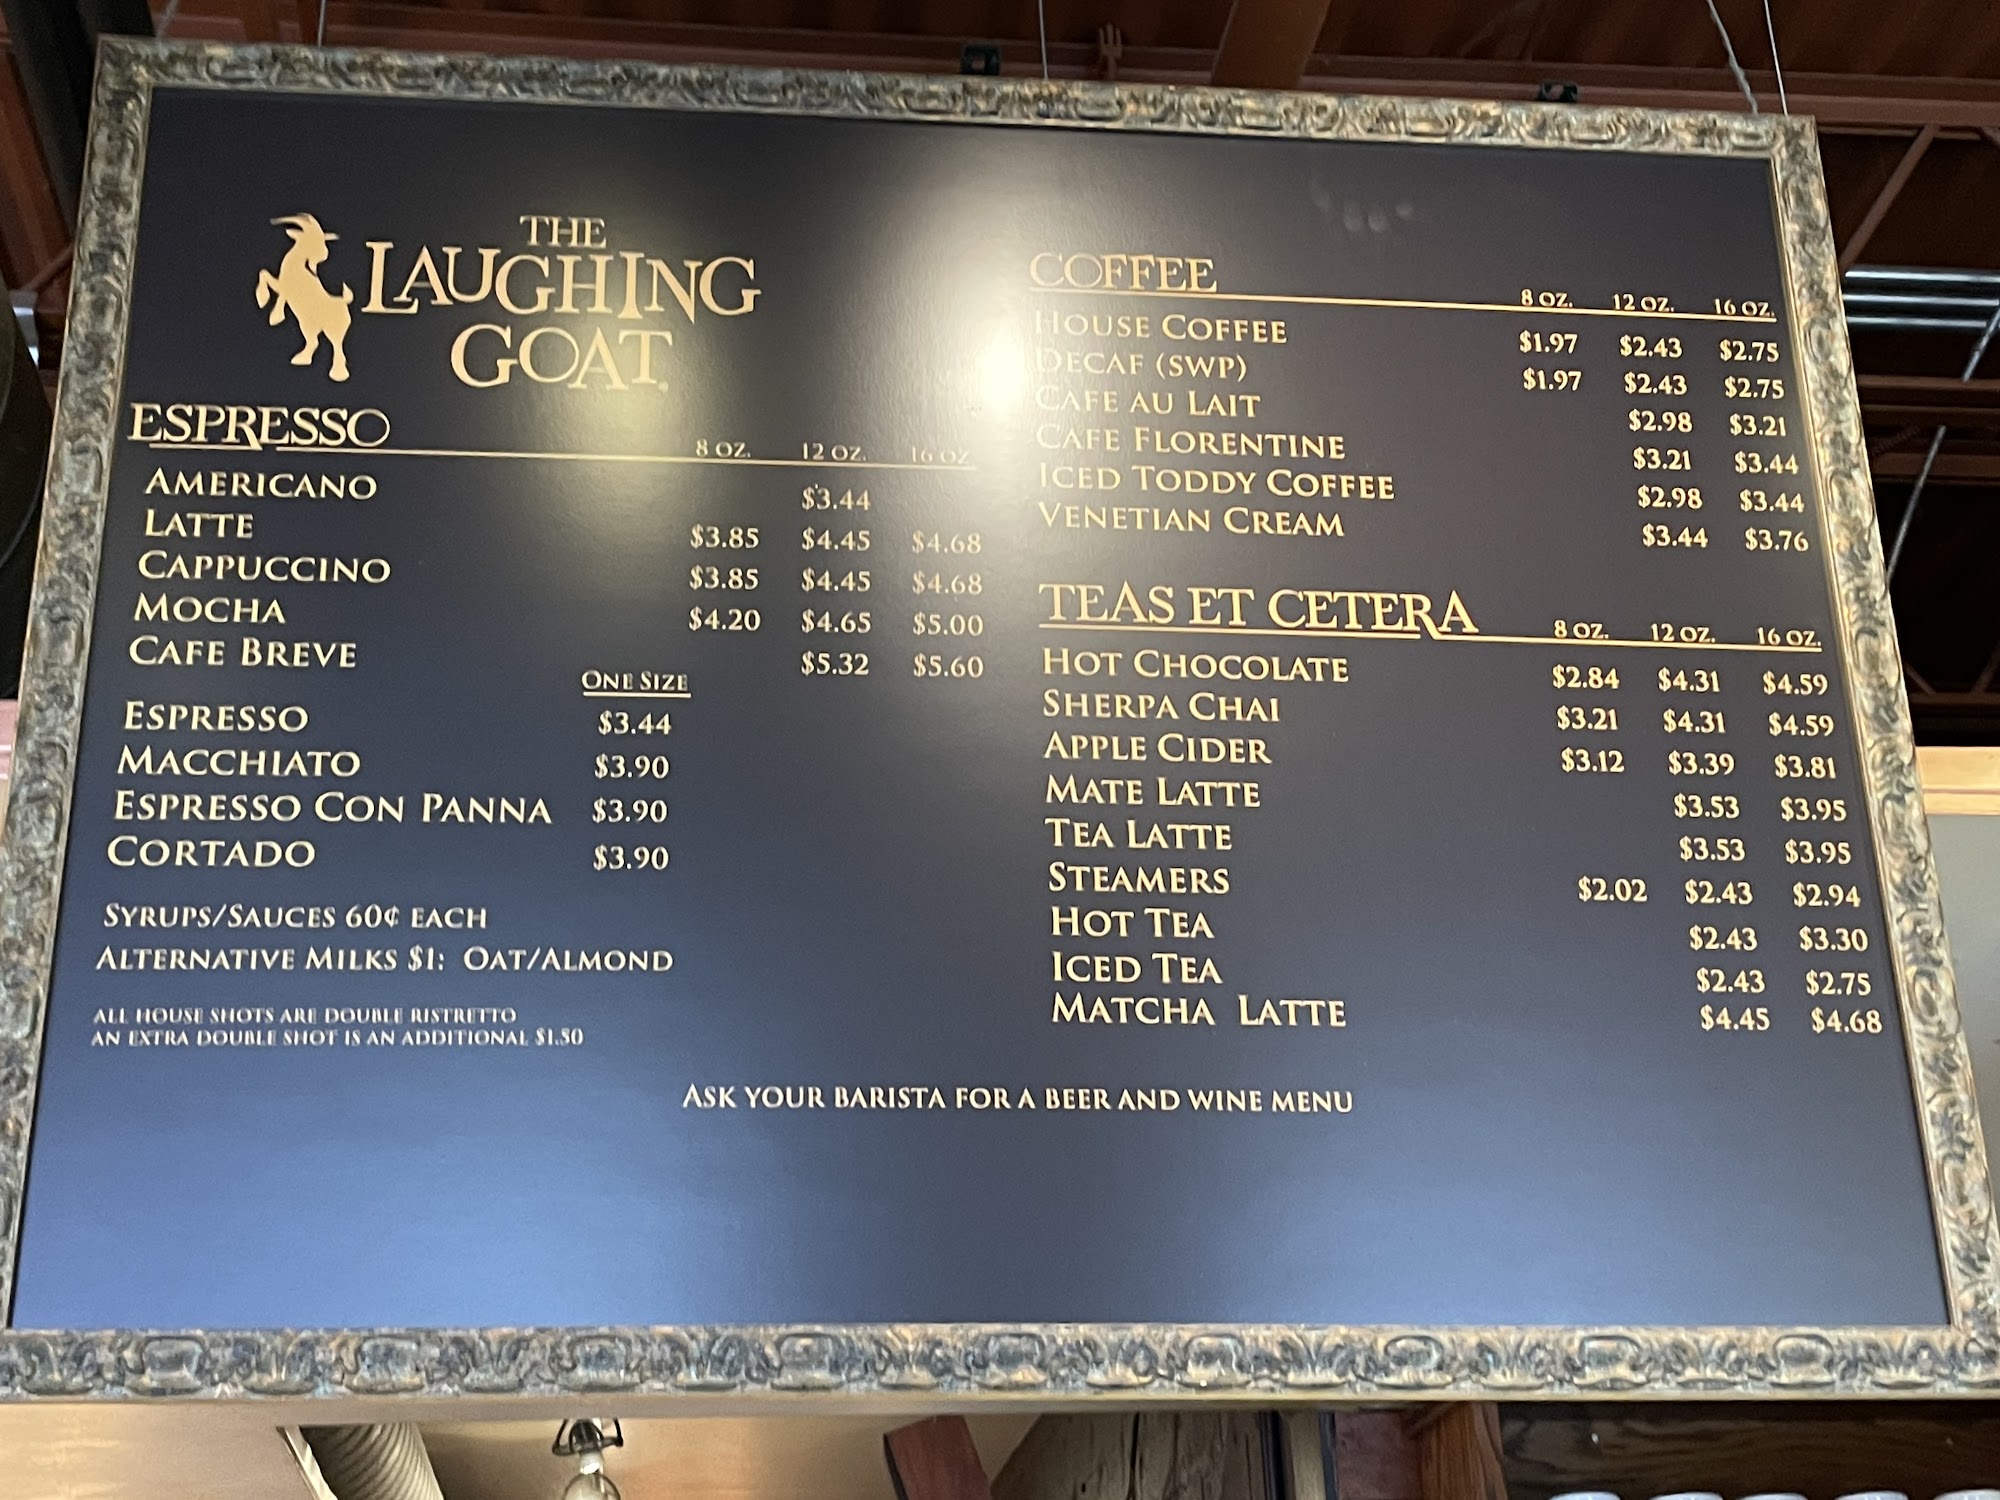 THE
LAUGHING
GOAT
ESPRESSO 8 OZ. 12 OZ. 16 OZ.
AMERICANO $3.44
LATTE $3.85 $4.45 $4.68
CAPPUCCINO $3.85 $4.45 $4.68
MOCHA $4.20 $4.65 $5.00
CAFE BREVE $5.32 $5.60
ONE SIZE
ESPRESSO $3.44
MACCHIATO $3.90
ESPRESSO CON PANNA $3.90
CORTADO $3.90
SYRUPS/SAUCES 60¢ EACH
ALTERNATIVE MILKS $1: OAT/ALMOND
ALL HOUSE SHOTS ARE DOUBLE RISTRETTO
AN EXTRA DOUBLE SHOT IS AN ADDITIONAL $1.50
COFFEE 8 OZ. 12 OZ. 16 OZ.
HOUSE COFFEE $1.97 $2.43 $2.75
DECAF (SWP) $1.97 $2.43 $2.75
CAFE AU LAIT $2.98 $3.21
CAFE FLORENTINE $3.21 $3.44
ICED TODDY COFFEE $2.98 $3.44
VENETIAN CREAM $3.44 $3.76
TEAS ET CETERA 8 OZ. 12 OZ. 16 OZ.
HOT CHOCOLATE $2.84 $4.31 $4.59
SHERPA CHAI $3.21 $4.31 $4.59
APPLE CIDER $3.12 $3.39 $3.81
MATE LATTE $3.53 $3.95
TEA LATTE $3.53 $3.95
STEAMERS $2.02 $2.43 $2.94
HOT TEA $2.43 $3.30
ICED TEA $2.43 $2.75
MATCHA LATTE $4.45 $4.68
ASK YOUR BARISTA FOR A BEER AND WINE MENU